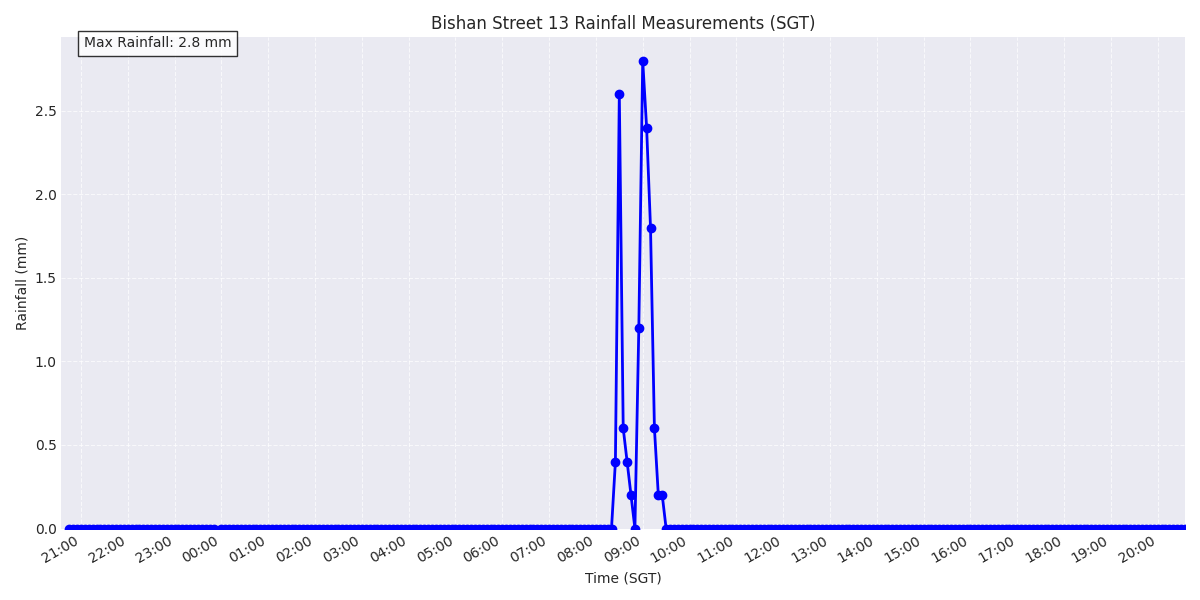 Bishan Street 13 Rainfall Measurements (SGT)
Max Rainfall: 2.8 mm
2.5
2.0
1.5
1.0
0.5
0.0
Rainfall (mm)
21:00 22:00 23:00 00:00 01:00 02:00 03:00 04:00 05:00 06:00 07:00 08:00 09:00 10:00 11:00 12:00 13:00 14:00 15:00 16:00 17:00 18:00 19:00 20:00
Time (SGT)